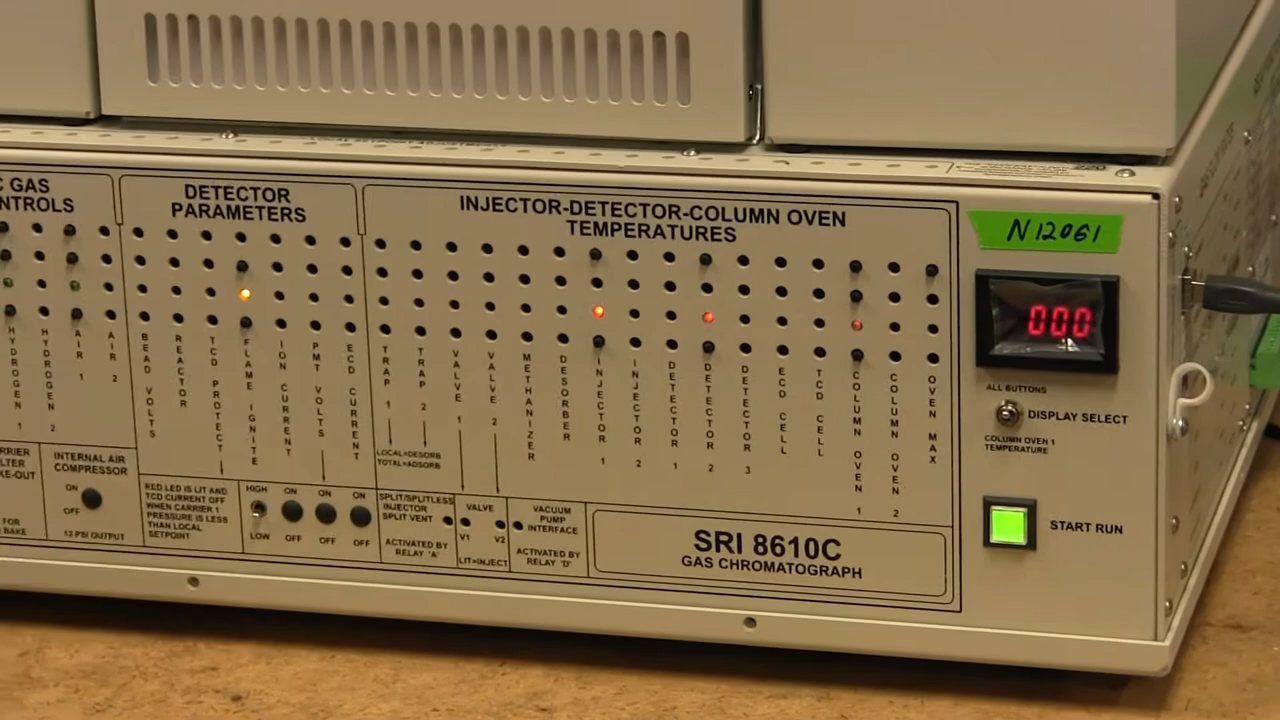 LOCAL SETPOINT ADJUSTMENT
220
C GAS
NTROLS
DETECTOR
PARAMETERS
INJECTOR-DETECTOR-COLUMN OVEN
TEMPERATURES
N12061
000
HYDROGEN 1
HYDROGEN 2
AIR 1
AIR 2
BEAD VOLTS
REACTOR
TCD PROTECT
FLAME IGNITE
ION CURRENT
PMT VOLTS
ECD CURRENT
TRAP 1
TRAP 2
VALVE 1
VALVE 2
METHANIZER
DESORBER
INJECTOR 1
INJECTOR 2
DETECTOR 1
DETECTOR 2
DETECTOR 3
ECD CELL
TCD CELL
COLUMN OVEN 1
COLUMN OVEN 2
OVEN MAX
ALL BUTTONS
DISPLAY SELECT
COLUMN OVEN 1
TEMPERATURE
START RUN
LOCAL=DESORB
TOTAL=ADSORB
RRIER
LTER
KE-OUT
FOR
BAKE
INTERNAL AIR
COMPRESSOR
ON
OFF
12 PSI OUTPUT
RED LED IS LIT AND
TCD CURRENT OFF
WHEN CARRIER 1
PRESSURE IS LESS
THAN LOCAL
SETPOINT
HIGH ON ON ON
LOW OFF OFF OFF
SPLIT/SPLITLESS
INJECTOR
SPLIT VENT
ACTIVATED BY
RELAY 'A'
VALVE
V1 V2
LIT=INJECT
VACUUM
PUMP
INTERFACE
ACTIVATED BY
RELAY 'D'
SRI 8610C
GAS CHROMATOGRAPH